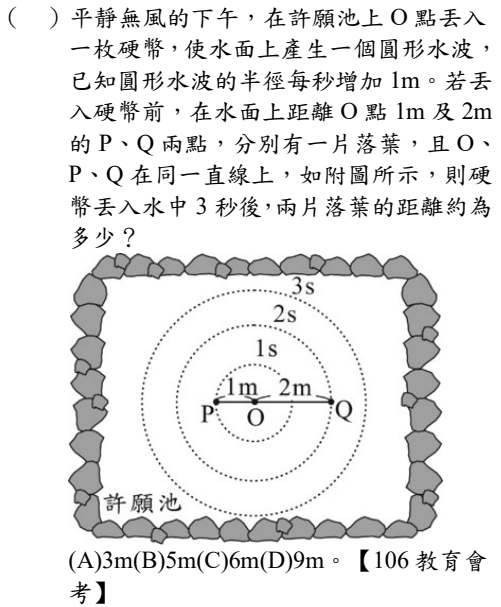 (　)平靜無風的下午，在許願池上 O 點丟入
一枚硬幣，使水面上產生一個圓形水波，
已知圓形水波的半徑每秒增加 1m。若丟
入硬幣前，在水面上距離 O 點 1m 及 2m
的 P、Q 兩點，分別有一片落葉，且 O、
P、Q 在同一直線上，如附圖所示，則硬
幣丟入水中 3 秒後，兩片落葉的距離約為
多少？
3s
2s
1s
1m 2m
P O Q
許願池
(A)3m(B)5m(C)6m(D)9m。【106 教育會
考】